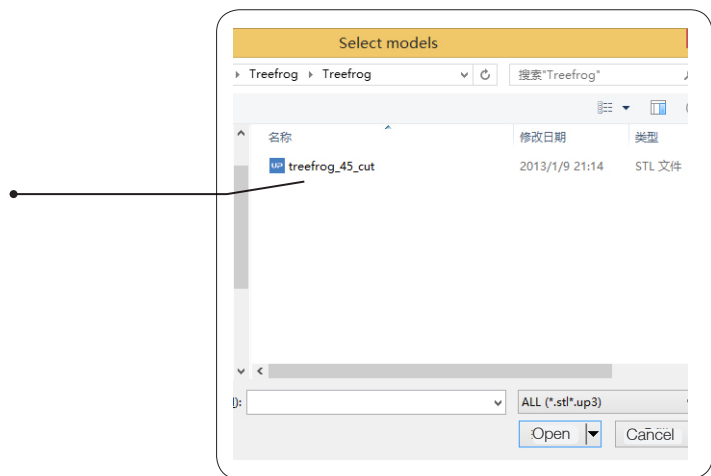 Select models
Treefrog Treefrog 搜索"Treefrog"
名称 修改日期 类型
UP treefrog_45_cut 2013/1/9 21:14 STL 文件
): ALL (*.stl*.up3)
Open Cancel